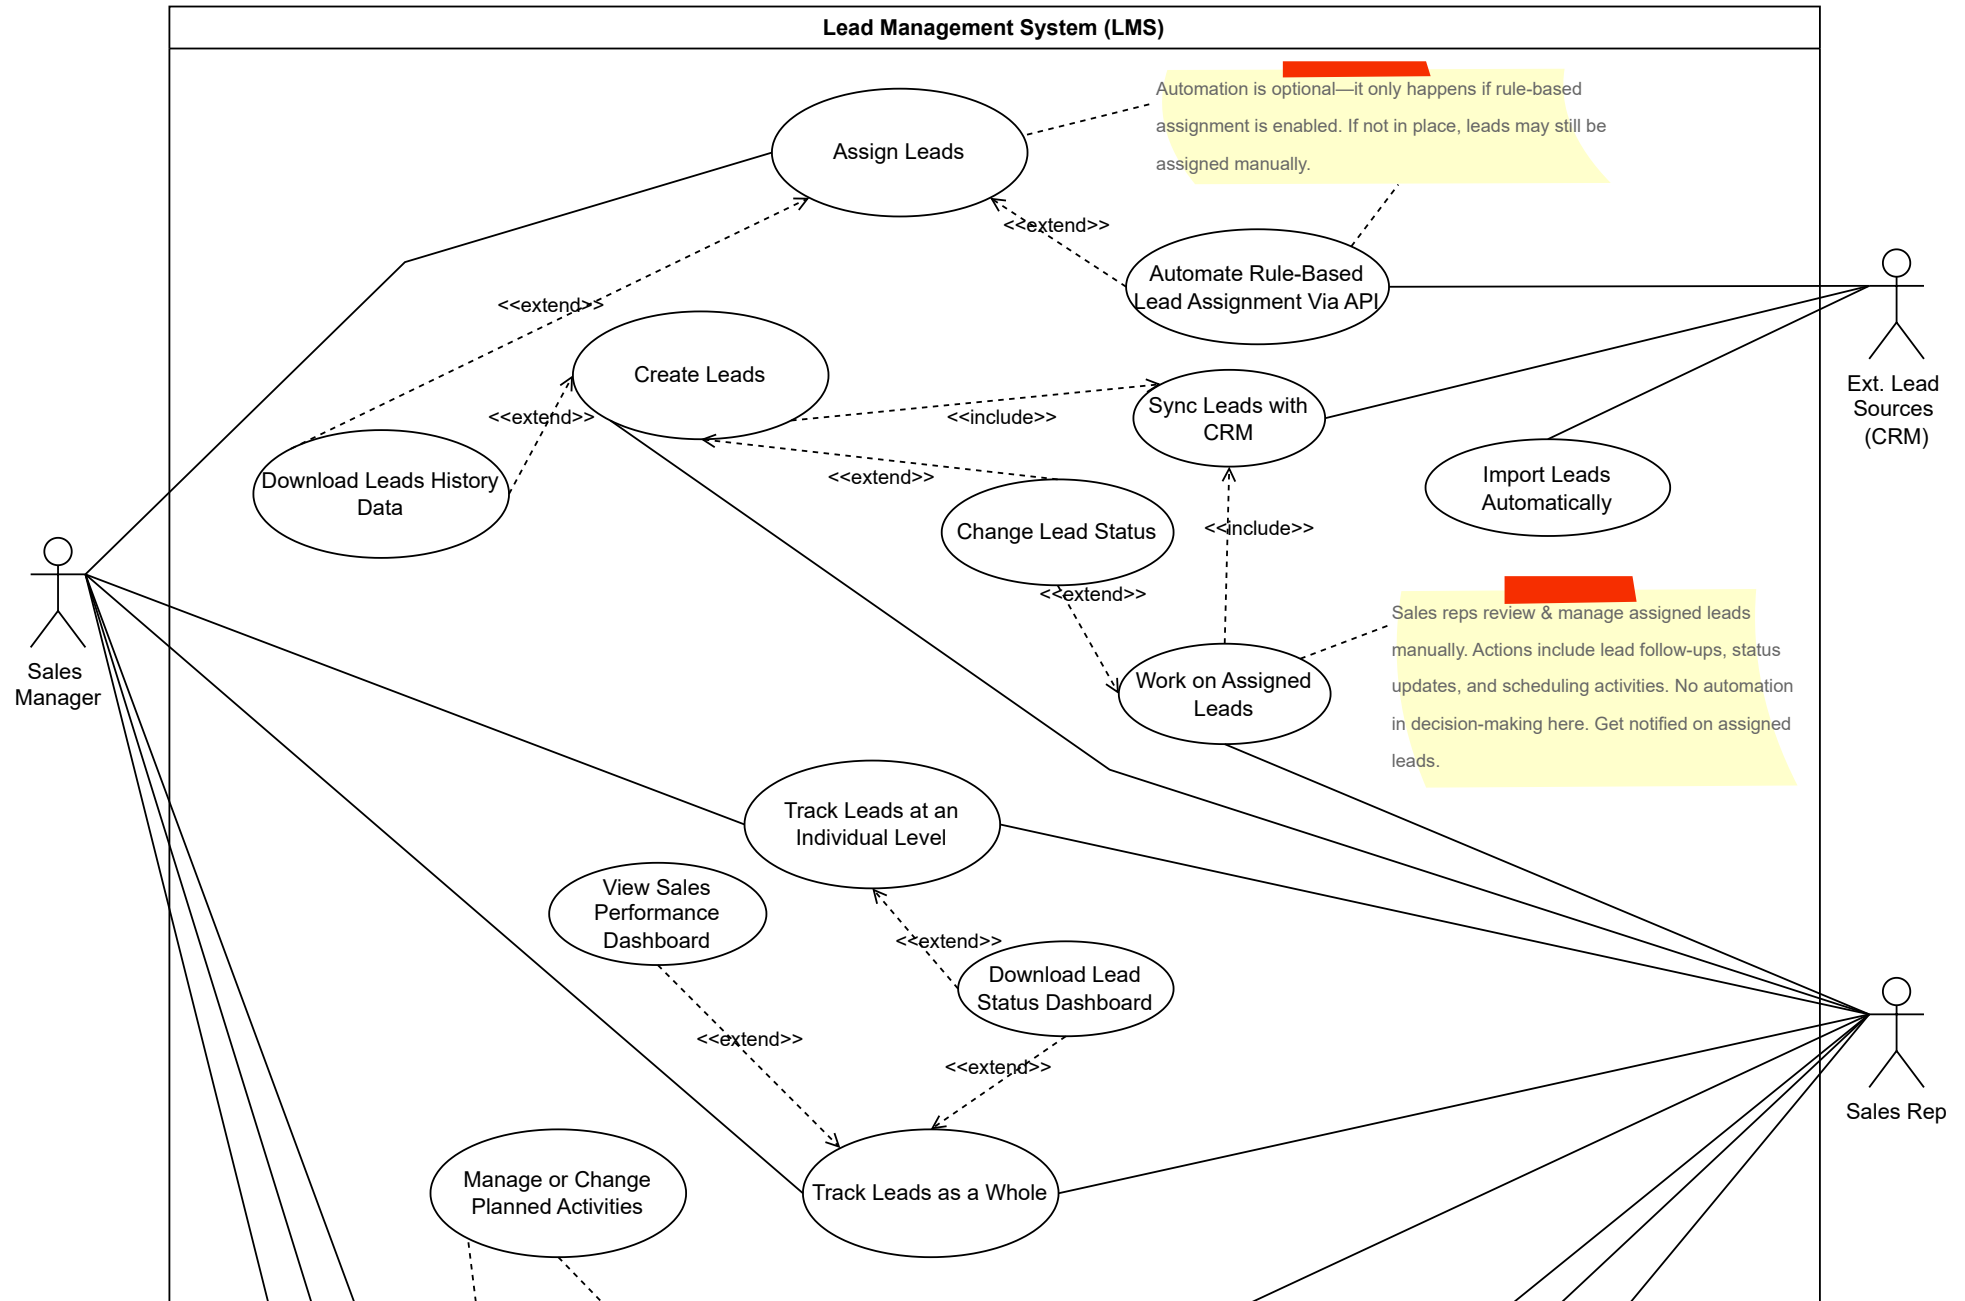 Lead Management System (LMS)
Automation is optional—it only happens if rule-based
assignment is enabled. If not in place, leads may still be
assigned manually.
Assign Leads
<<extend>>
Automate Rule-Based
Lead Assignment Via API
<<extend>>
Create Leads
Ext. Lead
Sources
(CRM)
<<extend>>
<<include>>
Sync Leads with
CRM
Download Leads History
Data
<<extend>>
Import Leads
Automatically
Change Lead Status
<<include>>
<<extend>>
Sales reps review & manage assigned leads
manually. Actions include lead follow-ups, status
updates, and scheduling activities. No automation
in decision-making here. Get notified on assigned
leads.
Sales
Manager
Work on Assigned
Leads
Track Leads at an
Individual Level
View Sales
Performance
Dashboard
<<extend>>
Download Lead
Status Dashboard
<<extend>>
<<extend>>
Sales Rep
Manage or Change
Planned Activities
Track Leads as a Whole